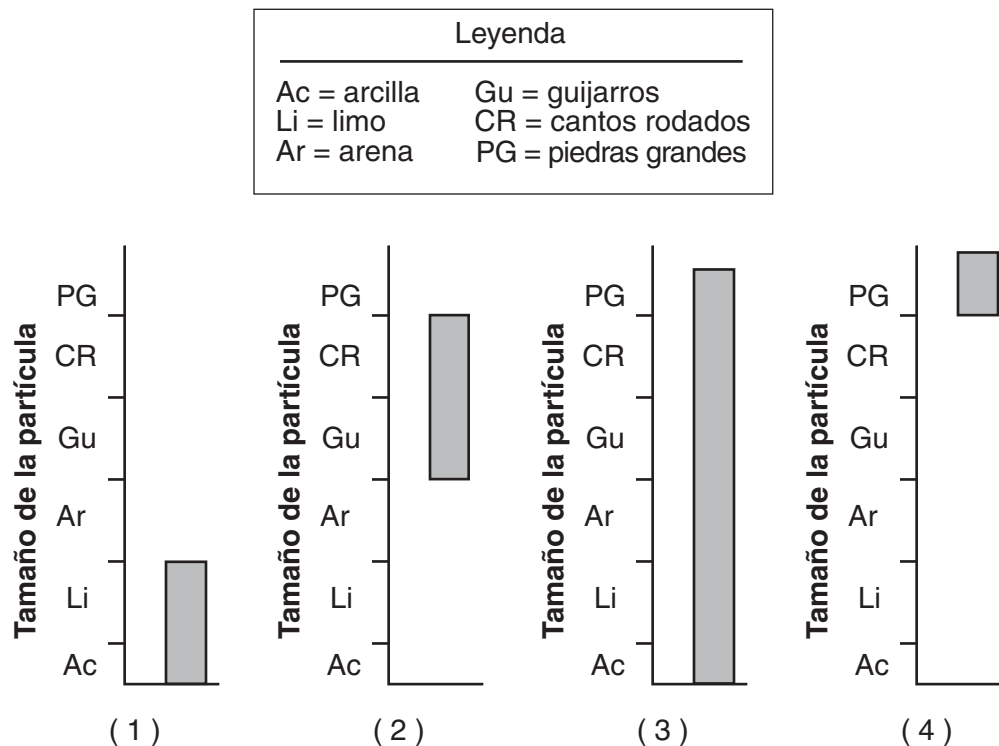 Leyenda
Ac = arcilla Gu = guijarros
Li = limo CR = cantos rodados
Ar = arena PG = piedras grandes
Tamaño de la partícula
PG
CR
Gu
Ar
Li
Ac
( 1 )
Tamaño de la partícula
PG
CR
Gu
Ar
Li
Ac
( 2 )
Tamaño de la partícula
PG
CR
Gu
Ar
Li
Ac
( 3 )
Tamaño de la partícula
PG
CR
Gu
Ar
Li
Ac
( 4 )